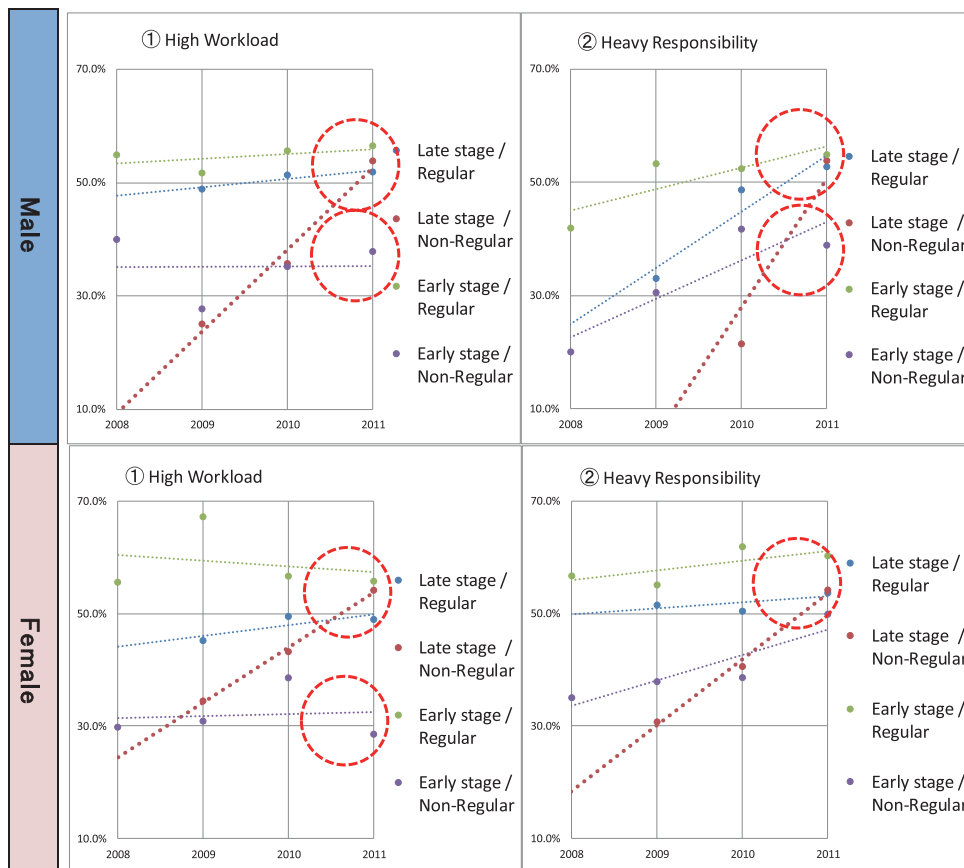 Male
① High Workload
70.0%
50.0%
30.0%
10.0%
2008 2009 2010 2011
Late stage /
Regular
Late stage /
Non-Regular
Early stage /
Regular
Early stage /
Non-Regular
② Heavy Responsibility
70.0%
50.0%
30.0%
10.0%
2008 2009 2010 2011
Late stage /
Regular
Late stage /
Non-Regular
Early stage /
Regular
Early stage /
Non-Regular
Female
① High Workload
70.0%
50.0%
30.0%
10.0%
2008 2009 2010 2011
Late stage /
Regular
Late stage /
Non-Regular
Early stage /
Regular
Early stage /
Non-Regular
② Heavy Responsibility
70.0%
50.0%
30.0%
10.0%
2008 2009 2010 2011
Late stage /
Regular
Late stage /
Non-Regular
Early stage /
Regular
Early stage /
Non-Regular